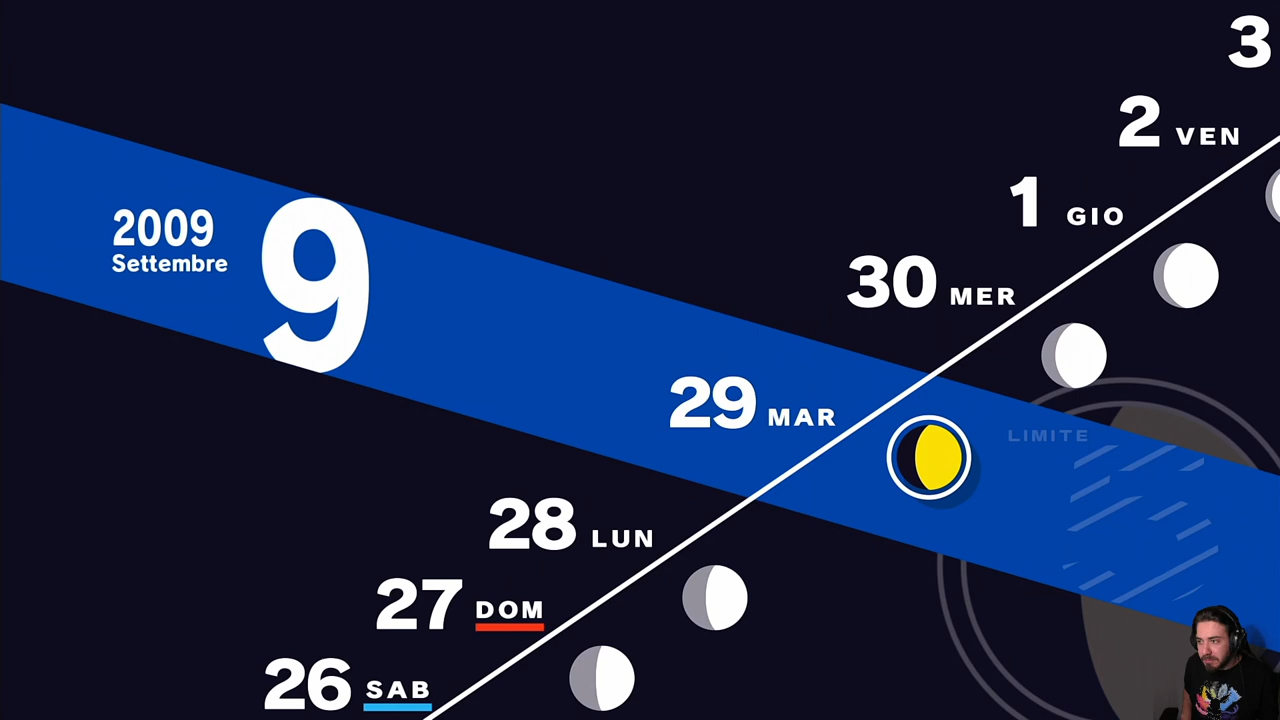 3
2 VEN
1 GIO
30 MER
2009
Settembre
9
29 MAR
LIMITE
28 LUN
27 DOM
26 SAB